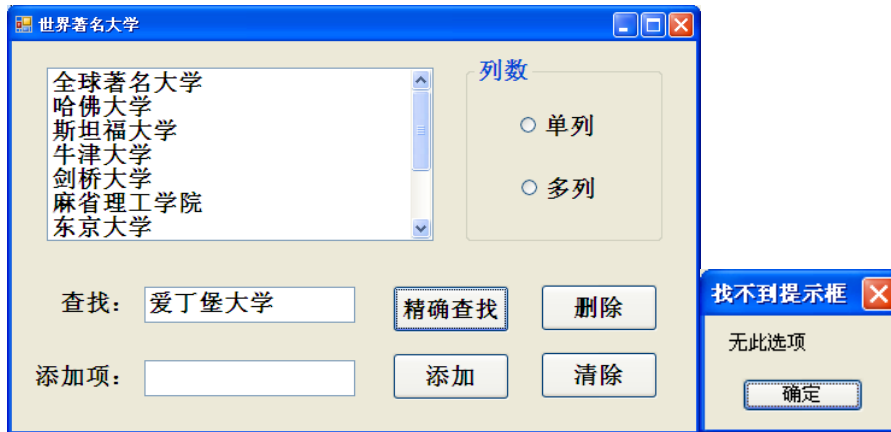 世界著名大学
全球著名大学
哈佛大学
斯坦福大学
牛津大学
剑桥大学
麻省理工学院
东京大学
列数
单列
多列
查找：
爱丁堡大学
精确查找
删除
添加项：
添加
清除
找不到提示框
无此选项
确定